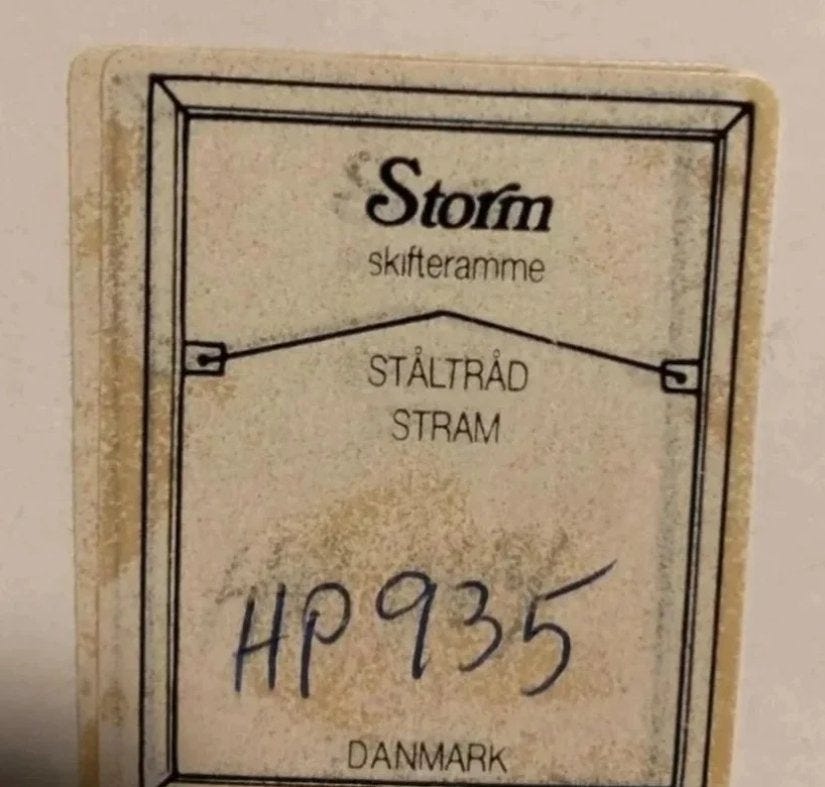 Storm
skifteramme
STÅLTRÅD
STRAM
HP935
DANMARK